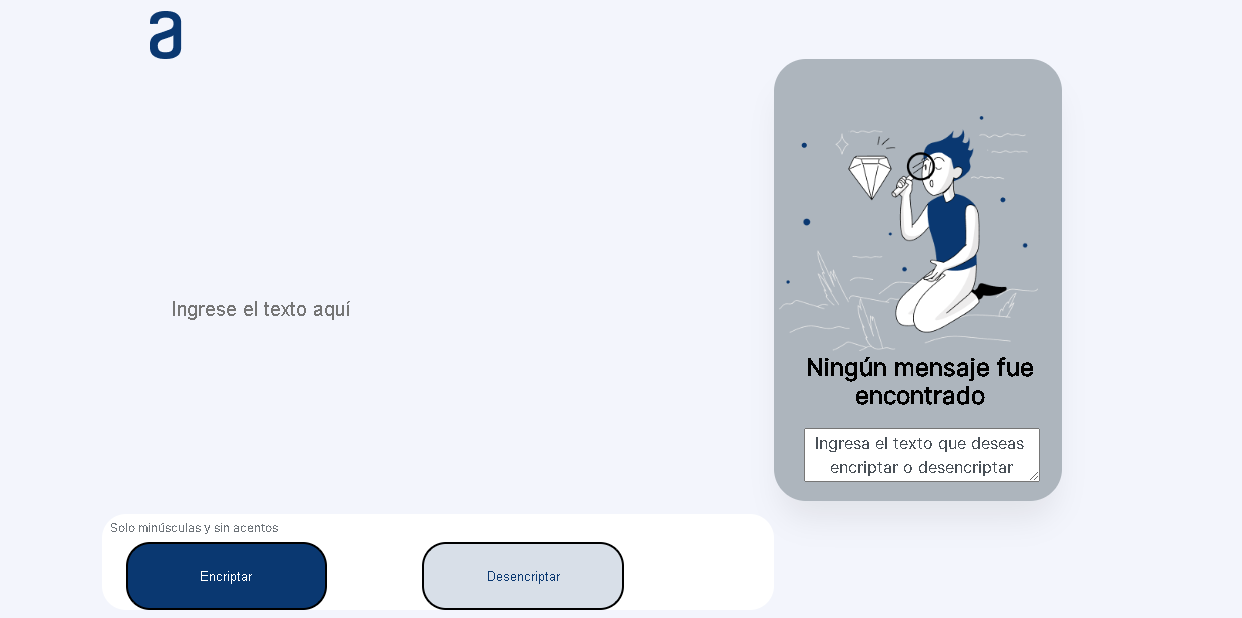 a
Ingrese el texto aquí
Ningún mensaje fue
encontrado
Ingresa el texto que deseas
encriptar o desencriptar
Solo minúsculas y sin acentos
Encriptar
Desencriptar